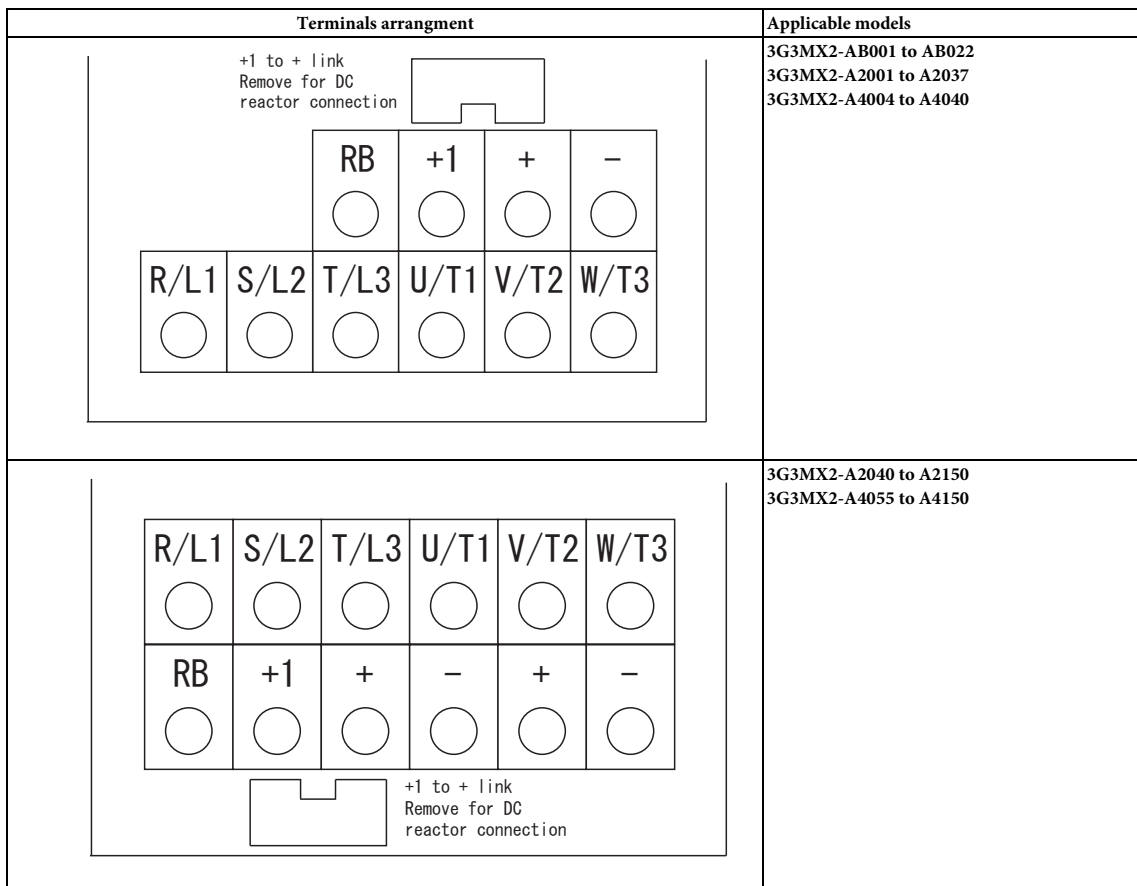 Terminals arrangment Applicable models
+1 to + link
Remove for DC
reactor connection
RB +1 + −
R/L1 S/L2 T/L3 U/T1 V/T2 W/T3
3G3MX2-AB001 to AB022
3G3MX2-A2001 to A2037
3G3MX2-A4004 to A4040
R/L1 S/L2 T/L3 U/T1 V/T2 W/T3
RB +1 + − + −
+1 to + link
Remove for DC
reactor connection
3G3MX2-A2040 to A2150
3G3MX2-A4055 to A4150